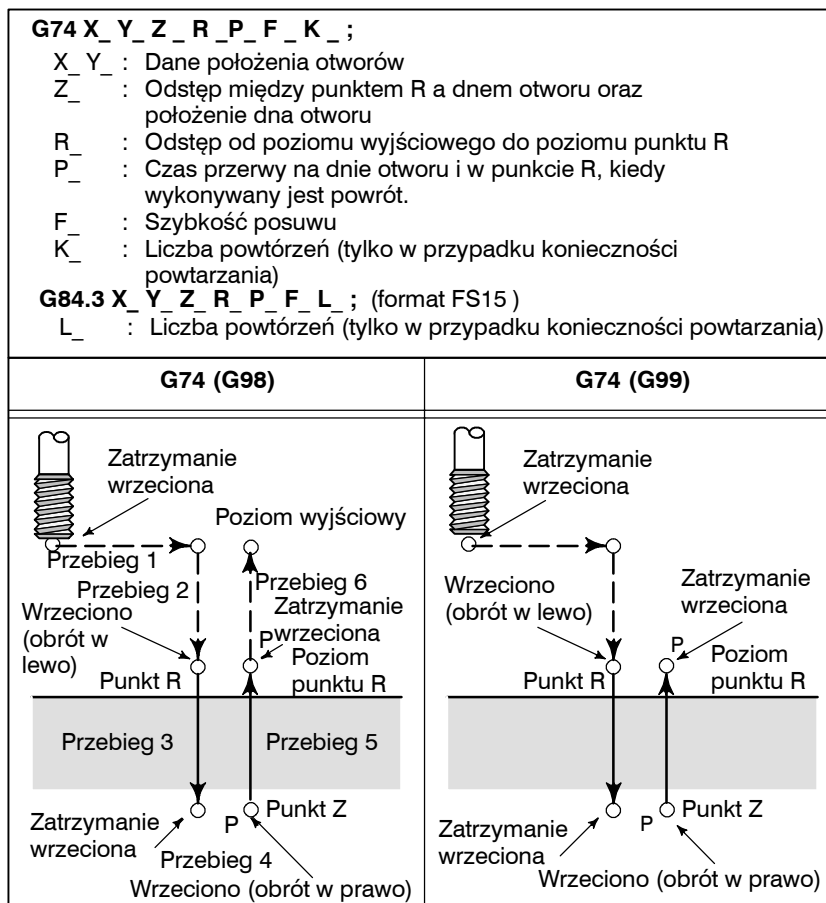 G74 X_ Y_ Z _ R _P_ F _ K _ ;
X_ Y_ : Dane położenia otworów
Z_ : Odstęp między punktem R a dnem otworu oraz
położenie dna otworu
R_ : Odstęp od poziomu wyjściowego do poziomu punktu R
P_ : Czas przerwy na dnie otworu i w punkcie R, kiedy
wykonywany jest powrót.
F_ : Szybkość posuwu
K_ : Liczba powtórzeń (tylko w przypadku konieczności
powtarzania)
G84.3 X_ Y_ Z_ R_ P_ F_ L_ ; (format FS15 )
L_ : Liczba powtórzeń (tylko w przypadku konieczności powtarzania)
G74 (G98)
Zatrzymanie
wrzeciona
Poziom wyjściowy
Przebieg 1
Przebieg 2
Przebieg 6
Wrzeciono
(obrót w
lewo)
Zatrzymanie
wrzeciona
P
Punkt R
Poziom
punktu R
Przebieg 3
Przebieg 5
Zatrzymanie
wrzeciona
P
Punkt Z
Przebieg 4
Wrzeciono (obrót w prawo)
G74 (G99)
Zatrzymanie
wrzeciona
Wrzeciono
(obrót w lewo)
Zatrzymanie
wrzeciona
P
Punkt R
Poziom
punktu R
Zatrzymanie
wrzeciona
P
Punkt Z
Wrzeciono (obrót w prawo)